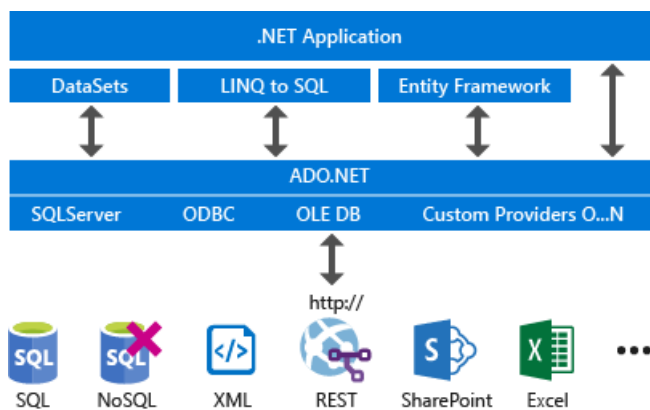 .NET Application
DataSets LINQ to SQL Entity Framework
ADO.NET
SQLServer ODBC OLE DB Custom Providers O...N
http://
SQL SQL </> S X
SQL NoSQL XML REST SharePoint Excel